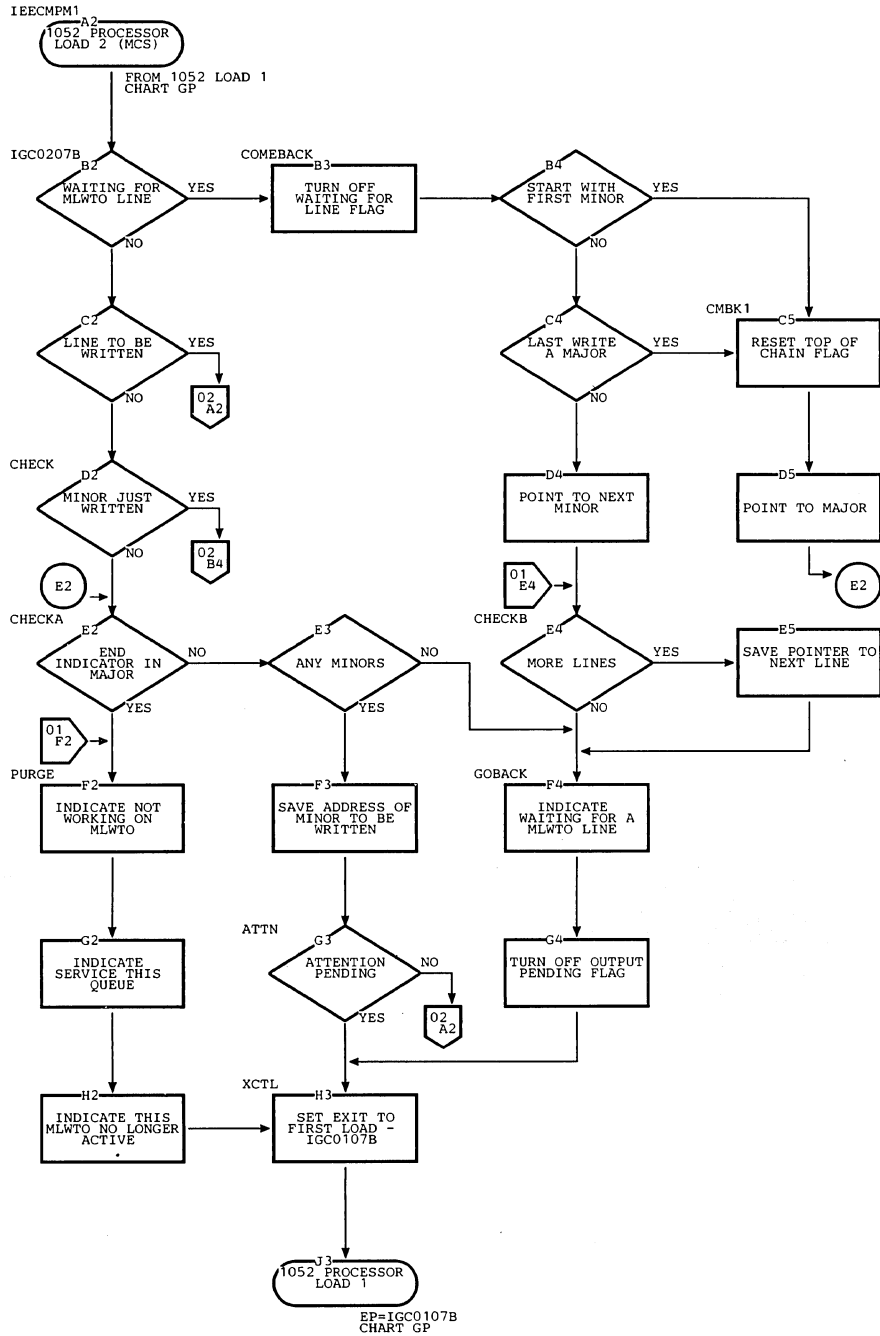 IEECMPM1
A2
1052 PROCESSOR
LOAD 2 (MCS)
FROM 1052 LOAD 1
CHART GP
IGC0207B
B2
WAITING FOR
MLWTO LINE
YES
NO
COMEBACK
B3
TURN OFF
WAITING FOR
LINE FLAG
B4
START WITH
FIRST MINOR
YES
NO
C2
LINE TO BE
WRITTEN
YES
NO
02
A2
C4
LAST WRITE
A MAJOR
YES
NO
CMBK1
C5
RESET TOP OF
CHAIN FLAG
CHECK
D2
MINOR JUST
WRITTEN
YES
NO
02
B4
D4
POINT TO NEXT
MINOR
D5
POINT TO MAJOR
E2
01
E4
E2
CHECKA
E2
END
INDICATOR IN
MAJOR
NO
YES
E3
ANY MINORS
NO
YES
CHECKB
E4
MORE LINES
YES
NO
E5
SAVE POINTER TO
NEXT LINE
01
F2
PURGE
F2
INDICATE NOT
WORKING ON
MLWTO
F3
SAVE ADDRESS OF
MINOR TO BE
WRITTEN
GOBACK
F4
INDICATE
WAITING FOR A
MLWTO LINE
G2
INDICATE
SERVICE THIS
QUEUE
ATTN
G3
ATTENTION
PENDING
NO
YES
02
A2
G4
TURN OFF OUTPUT
PENDING FLAG
H2
INDICATE THIS
MLWTO NO LONGER
ACTIVE
XCTL
H3
SET EXIT TO
FIRST LOAD -
IGC0107B
J3
1052 PROCESSOR
LOAD 1
EP=IGC0107B
CHART GP